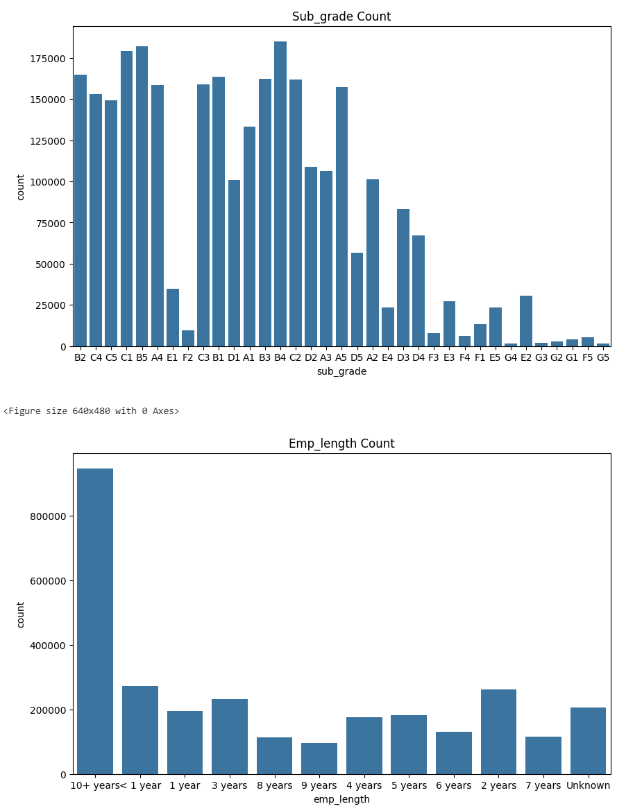 Sub_grade Count
175000
150000
125000
100000
75000
50000
25000
0
count
B2 C4 C5 C1 B5 A4 E1 F2 C3 B1 D1 A1 B3 B4 C2 D2 A3 A5 D5 A2 E4 D3 D4 F3 E3 F4 F1 E5 G4 E2 G3 G2 G1 F5 G5
sub_grade
<Figure size 640x480 with 0 Axes>
Emp_length Count
800000
600000
400000
200000
0
count
10+ years < 1 year 1 year 3 years 8 years 9 years 4 years 5 years 6 years 2 years 7 years Unknown
emp_length